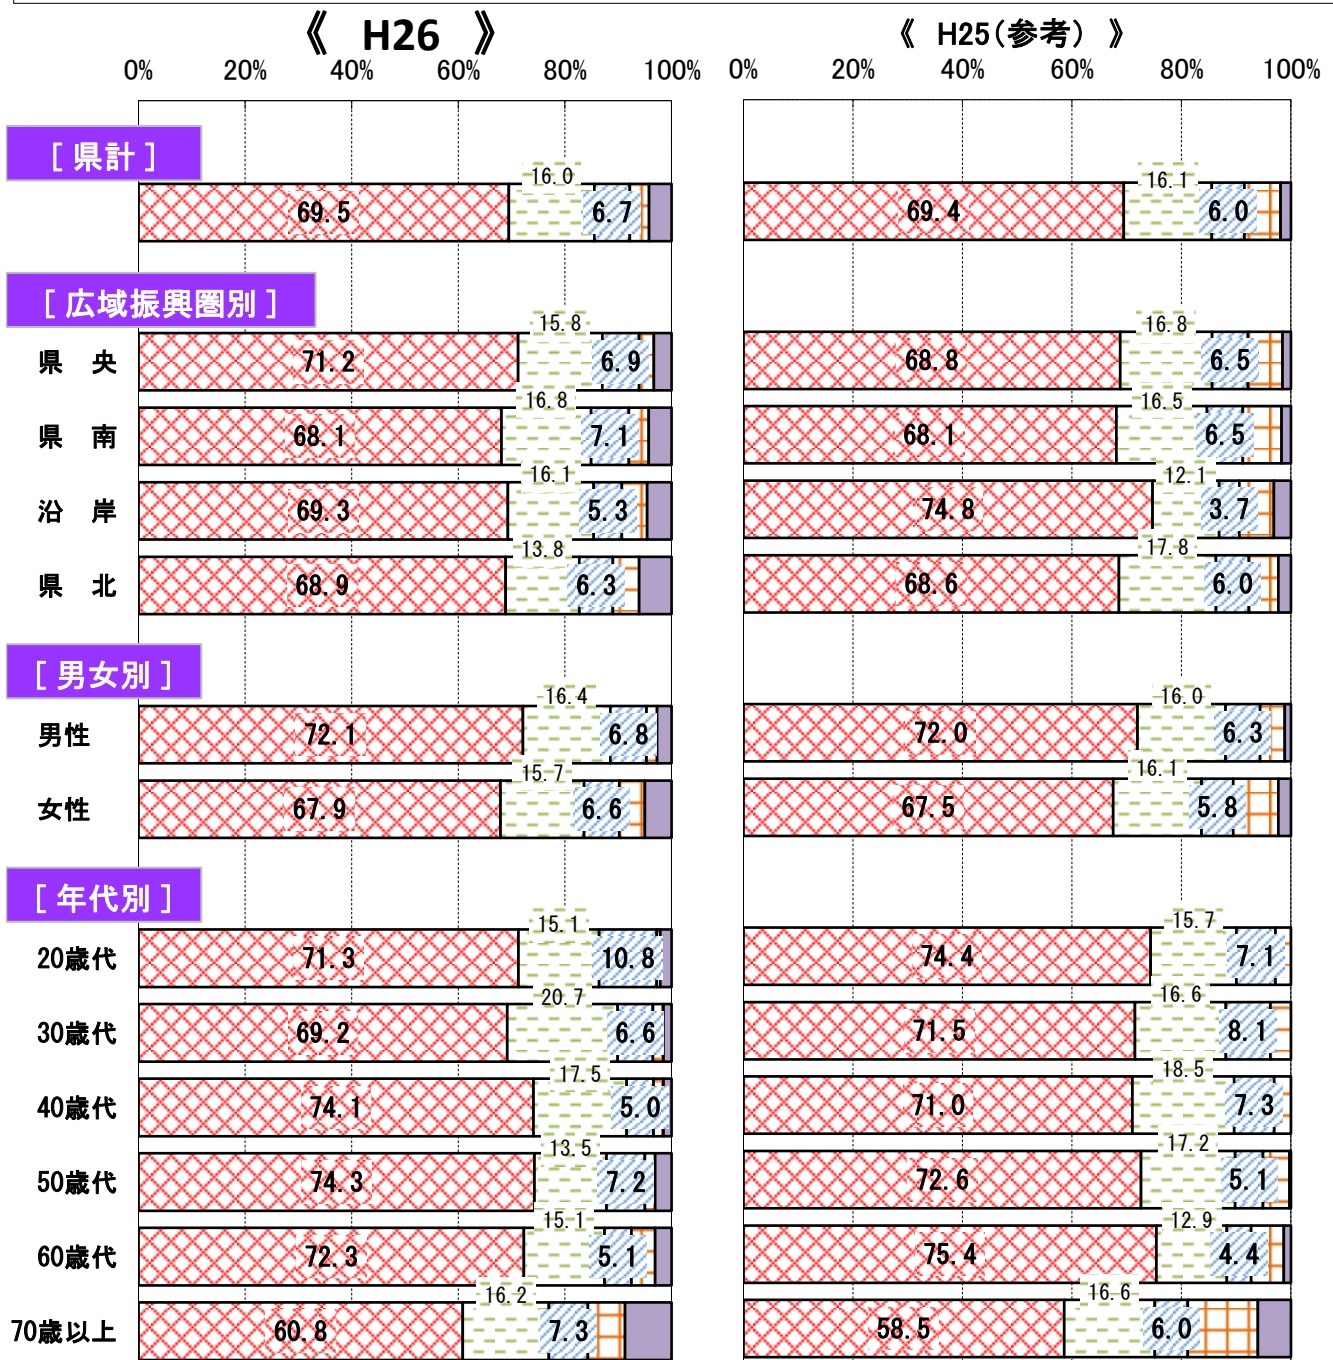 《 H26 》
《 H25(参考) 》
0% 20% 40% 60% 80% 100%
0% 20% 40% 60% 80% 100%
[ 県計 ]
69.5 16.0 6.7
69.4 16.1 6.0
[ 広域振興圏別 ]
県 央 71.2 15.8 6.9
68.8 16.8 6.5
県 南 68.1 16.8 7.1
68.1 16.5 6.5
沿 岸 69.3 16.1 5.3
74.8 12.1 3.7
県 北 68.9 13.8 6.3
68.6 17.8 6.0
[ 男女別 ]
男性 72.1 16.4 6.8
72.0 16.0 6.3
女性 67.9 15.7 6.6
67.5 16.1 5.8
[ 年代別 ]
20歳代 71.3 15.1 10.8
74.4 15.7 7.1
30歳代 69.2 20.7 6.6
71.5 16.6 8.1
40歳代 74.1 17.5 5.0
71.0 18.5 7.3
50歳代 74.3 13.5 7.2
72.6 17.2 5.1
60歳代 72.3 15.1 5.1
75.4 12.9 4.4
70歳以上 60.8 16.2 7.3
58.5 16.6 6.0